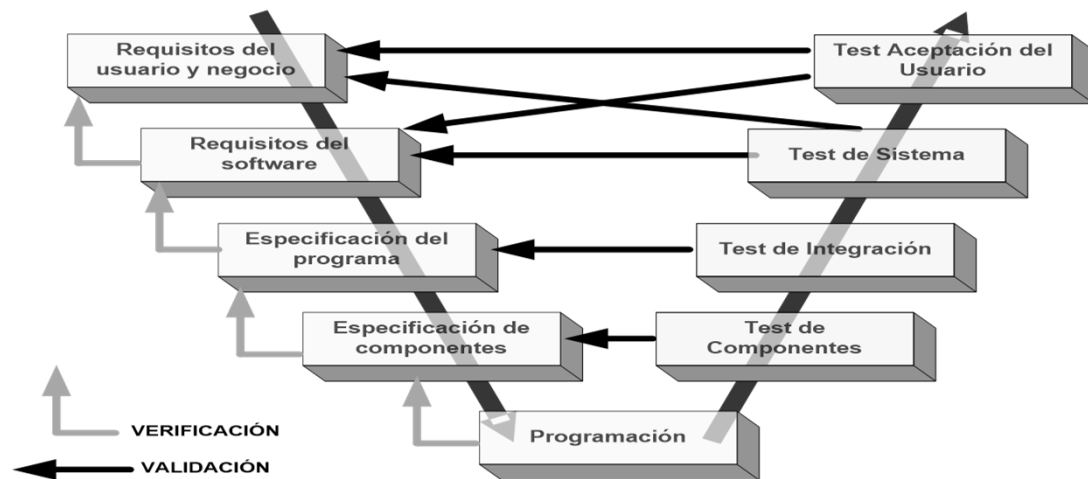 Requisitos del
usuario y negocio
Test Aceptación del
Usuario
Requisitos del
software
Test de Sistema
Especificación del
programa
Test de Integración
Especificación de
componentes
Test de
Componentes
Programación
VERIFICACIÓN
VALIDACIÓN